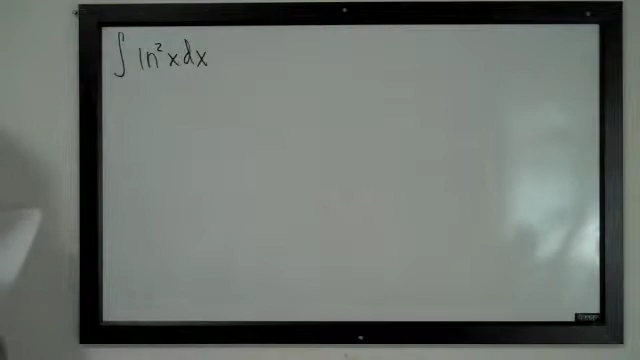 ∫ ln²x dx